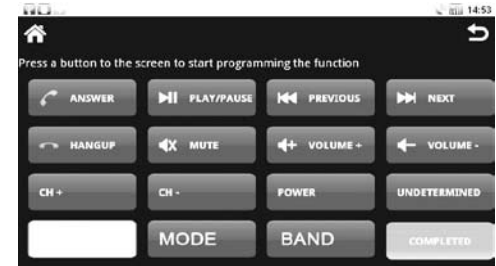 14:53
Press a button to the screen to start programming the function
ANSWER PLAY/PAUSE PREVIOUS NEXT
HANGUP MUTE VOLUME + VOLUME -
CH + CH - POWER UNDETERMINED
MODE BAND COMPLETED